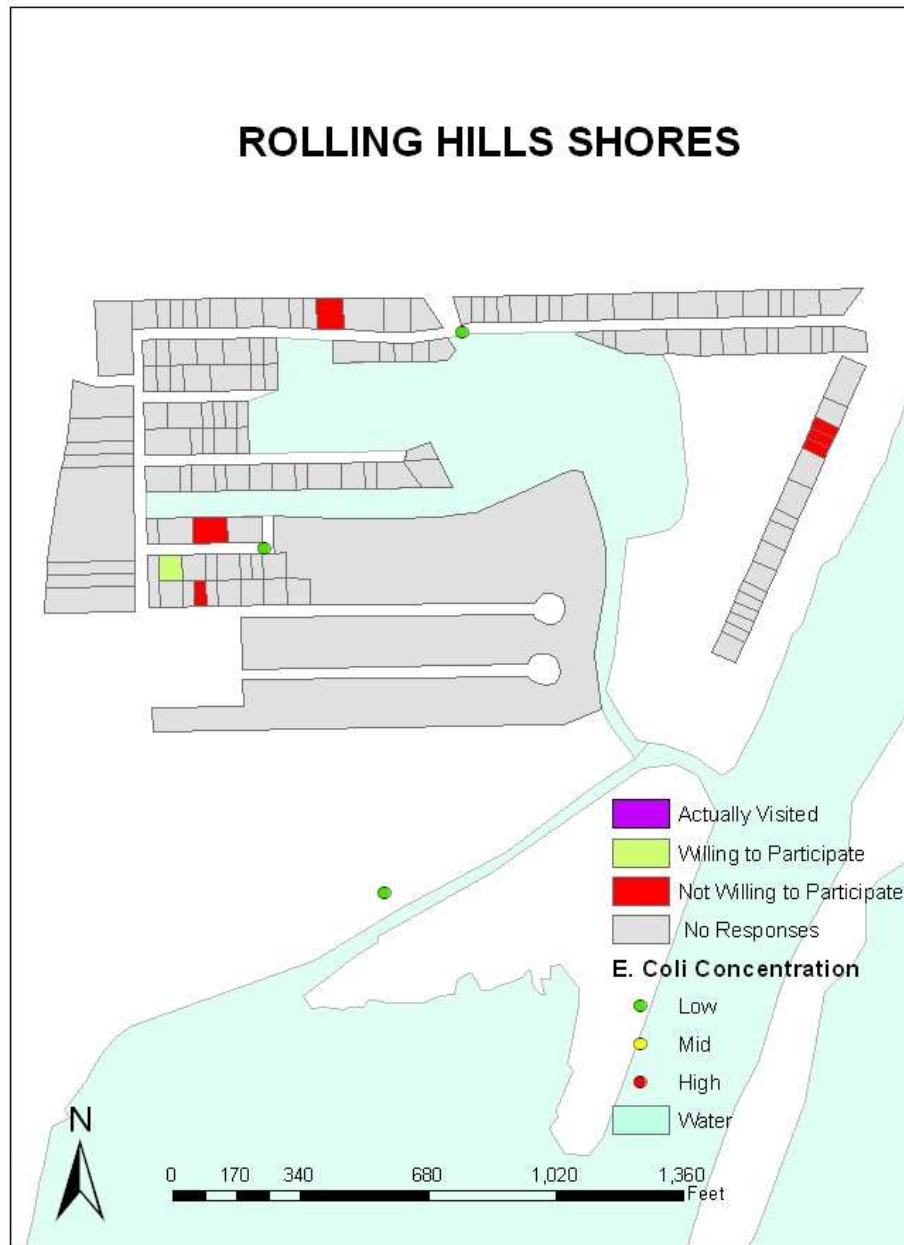 ROLLING HILLS SHORES
Actually Visited
Willing to Participate
Not Willing to Participate
No Responses
E. Coli Concentration
Low
Mid
High
Water
N
0 170 340 680 1,020 1,360
Feet